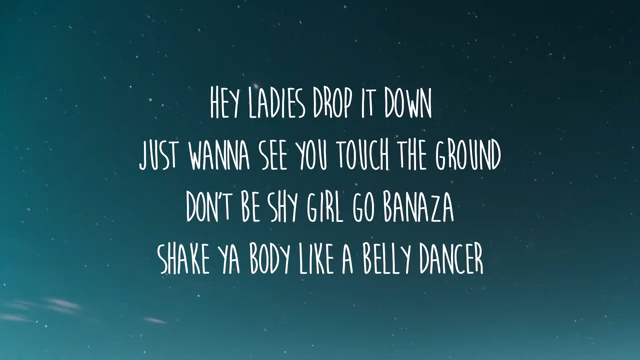 HEY LADIES DROP IT DOWN
JUST WANNA SEE YOU TOUCH THE GROUND
DON'T BE SHY GIRL GO BANAZA
SHAKE YA BODY LIKE A BELLY DANCER